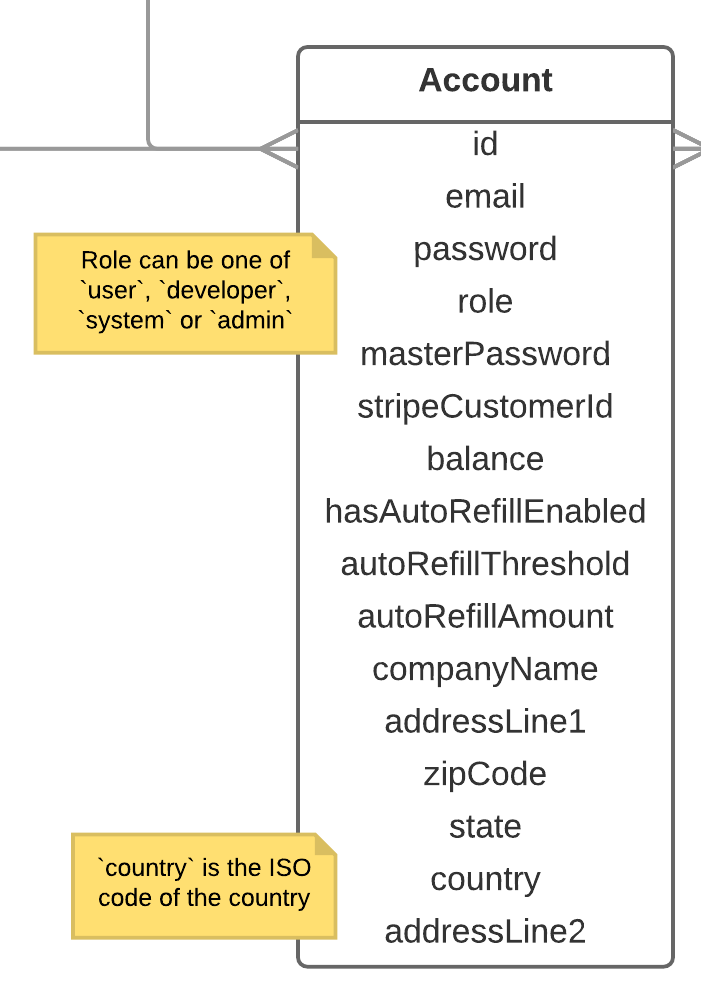 Account
id
email
password
Role can be one of
`user`, `developer`,
`system` or `admin`
role
masterPassword
stripeCustomerId
balance
hasAutoRefillEnabled
autoRefillThreshold
autoRefillAmount
companyName
addressLine1
zipCode
state
`country` is the ISO
code of the country
country
addressLine2